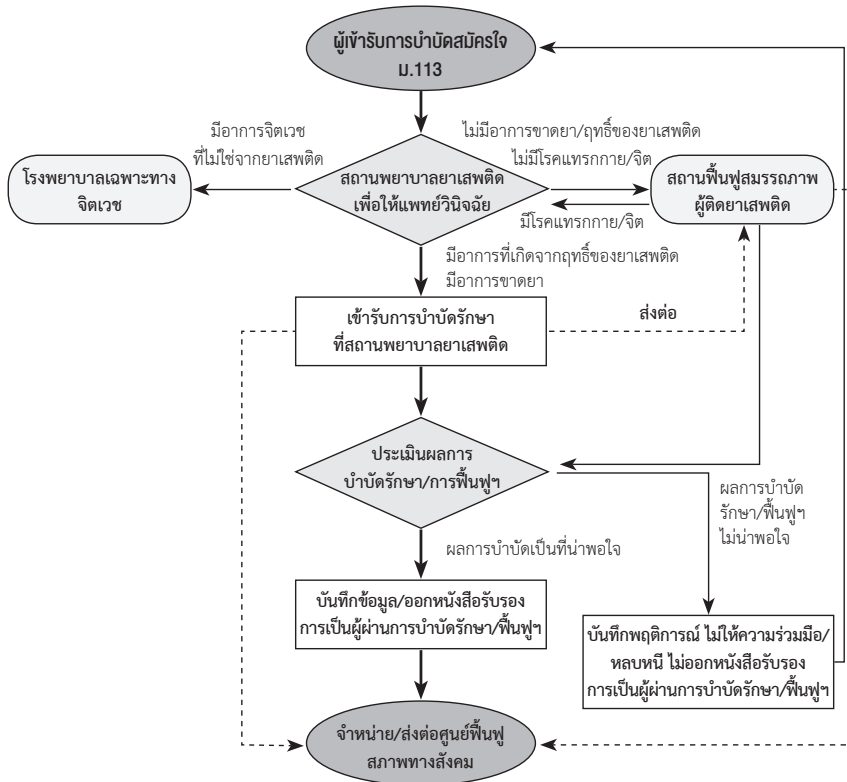 ผู้เข้ารับการบำบัดสมัครใจ
ม.113
มีอาการจิตเวช
ที่ไม่ใช่จากยาเสพติด
ไม่มีอาการขาดยา/ฤทธิ์ของยาเสพติด
ไม่มีโรคแทรกกาย/จิต
โรงพยาบาลเฉพาะทาง
จิตเวช
สถานพยาบาลยาเสพติด
เพื่อให้แพทย์วินิจฉัย
สถานฟื้นฟูสมรรถภาพ
ผู้ติดยาเสพติด
มีโรคแทรกกาย/จิต
มีอาการที่เกิดจากฤทธิ์ของยาเสพติด
มีอาการขาดยา
เข้ารับการบำบัดรักษา
ที่สถานพยาบาลยาเสพติด
ส่งต่อ
ประเมินผลการ
บำบัดรักษา/การฟื้นฟูฯ
ผลการบำบัด
รักษา/ฟื้นฟูฯ
ไม่น่าพอใจ
ผลการบำบัดเป็นที่น่าพอใจ
บันทึกข้อมูล/ออกหนังสือรับรอง
การเป็นผู้ผ่านการบำบัดรักษา/ฟื้นฟูฯ
บันทึกพฤติการณ์ ไม่ให้ความร่วมมือ/
หลบหนี ไม่ออกหนังสือรับรอง
การเป็นผู้ผ่านการบำบัดรักษา/ฟื้นฟูฯ
จำหน่าย/ส่งต่อศูนย์ฟื้นฟู
สภาพทางสังคม